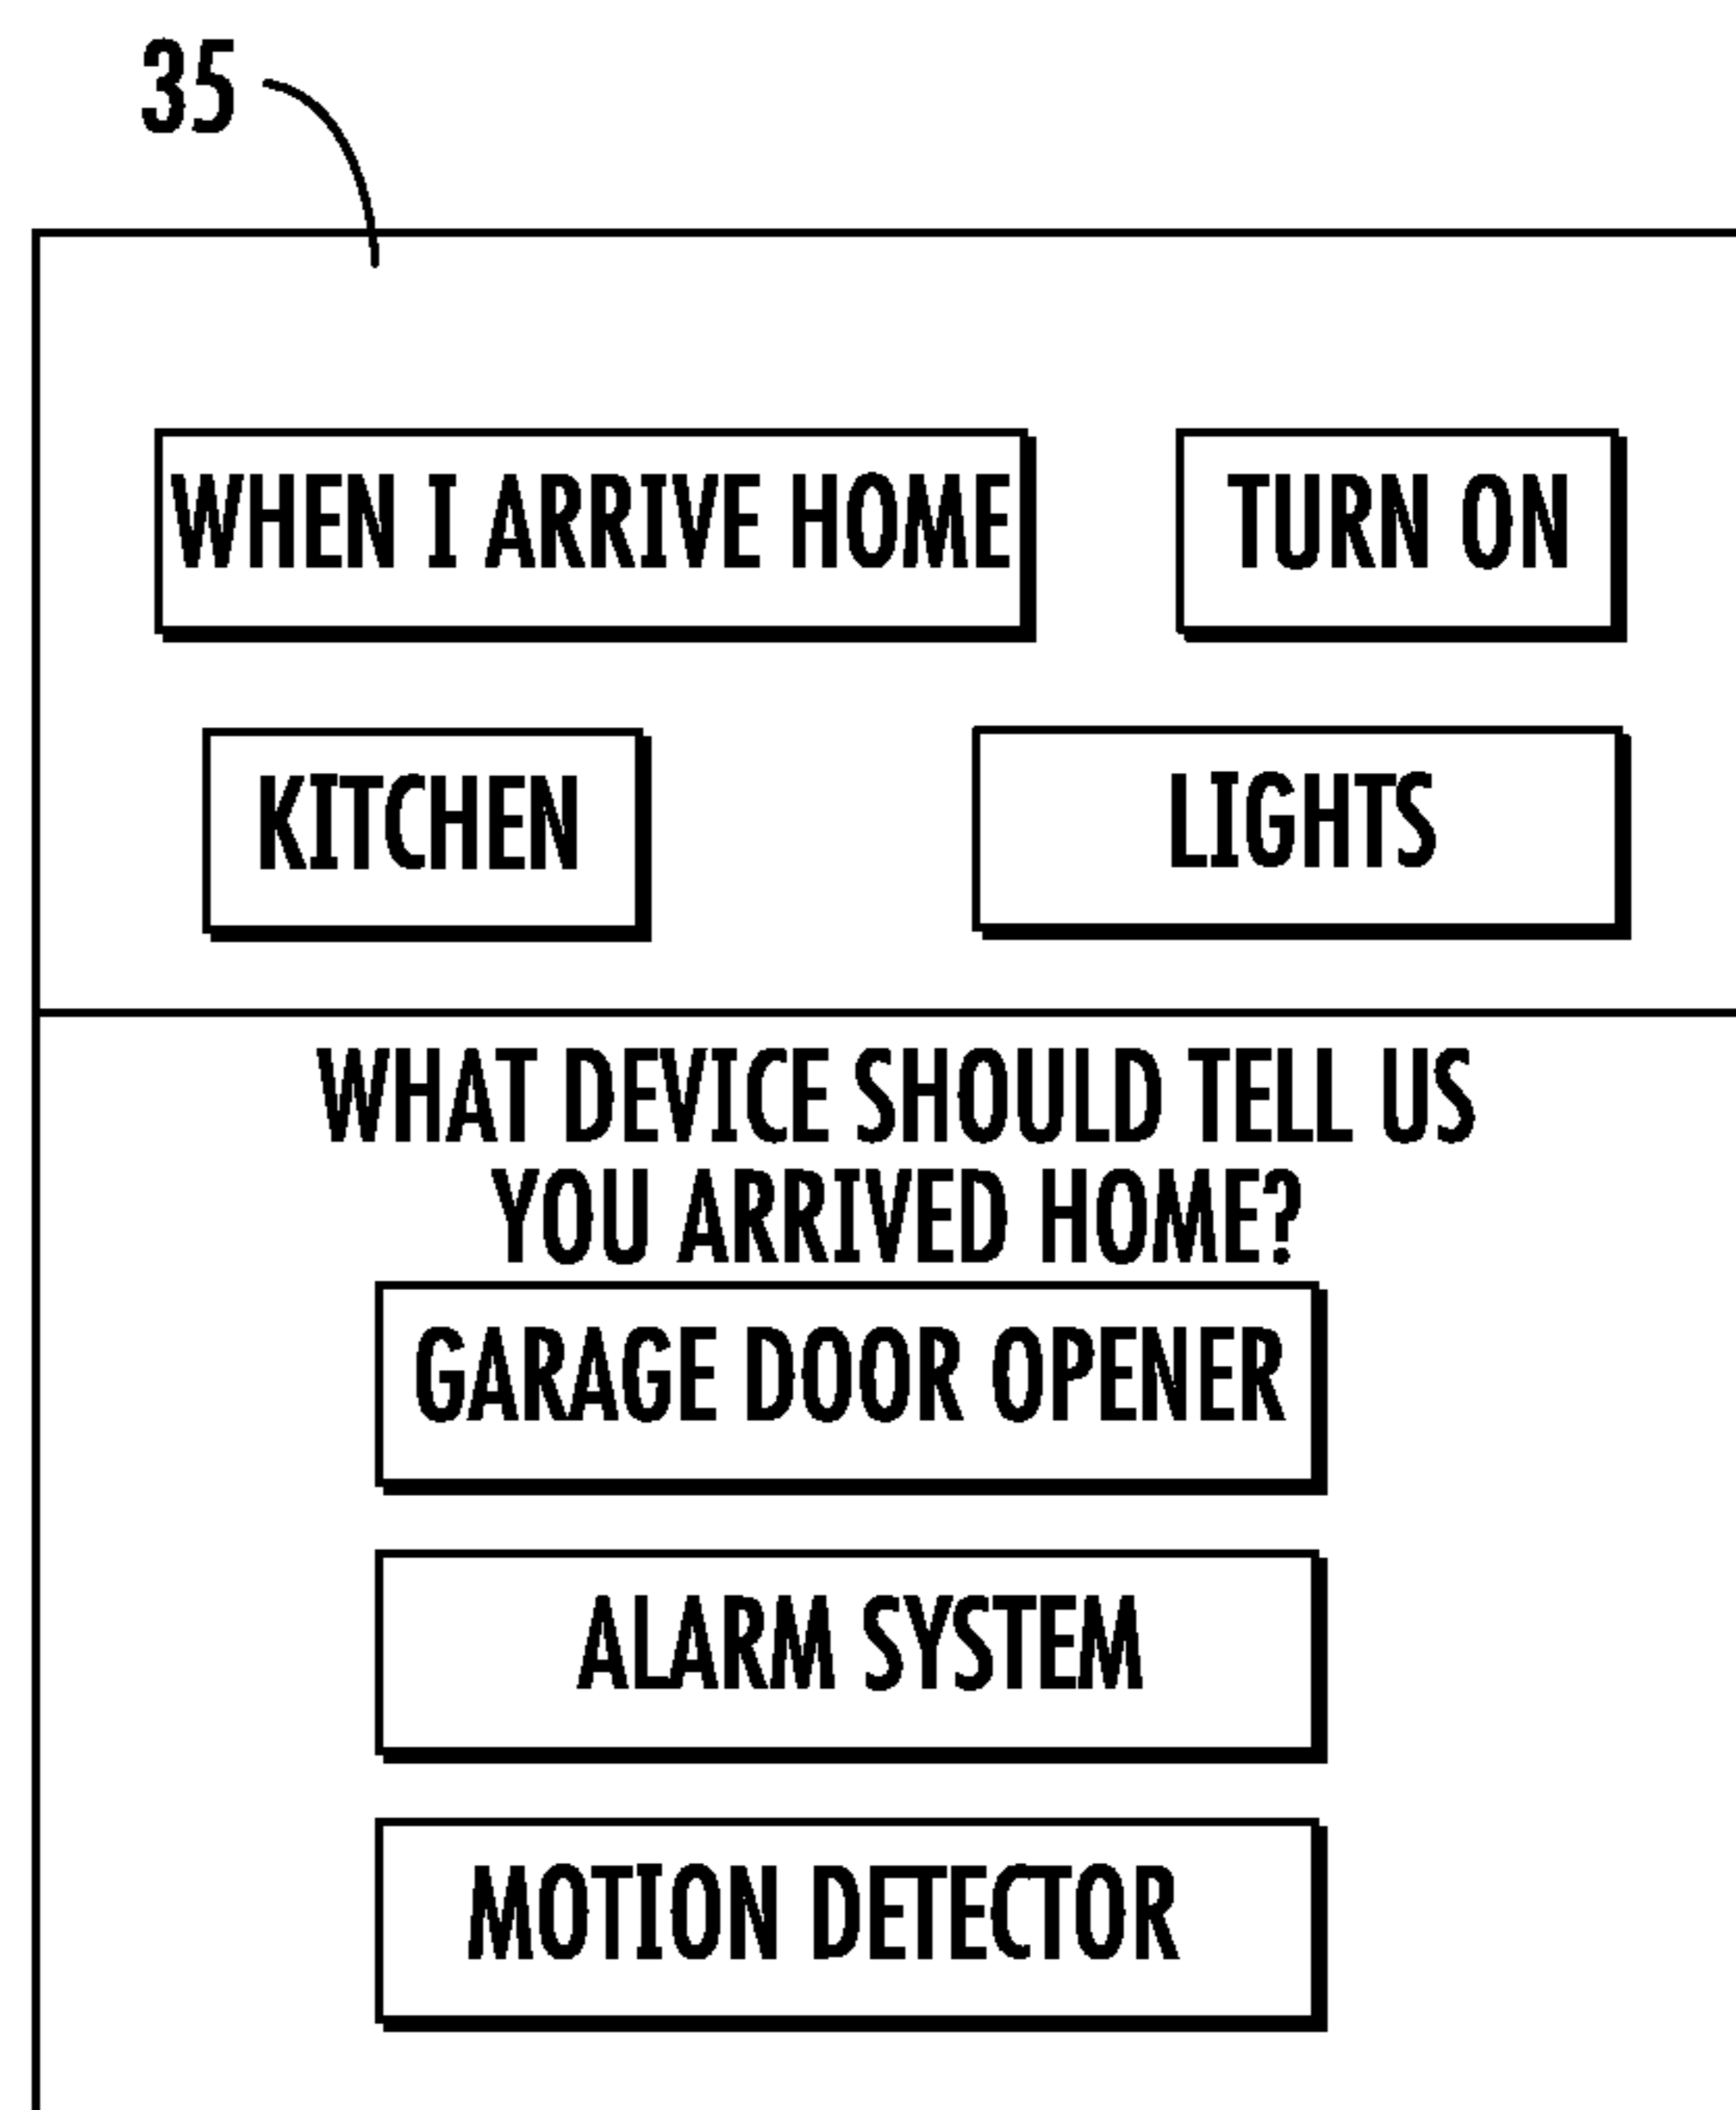 35
WHEN I ARRIVE HOME
TURN ON
KITCHEN
LIGHTS
WHAT DEVICE SHOULD TELL US
YOU ARRIVED HOME?
GARAGE DOOR OPENER
ALARM SYSTEM
MOTION DETECTOR